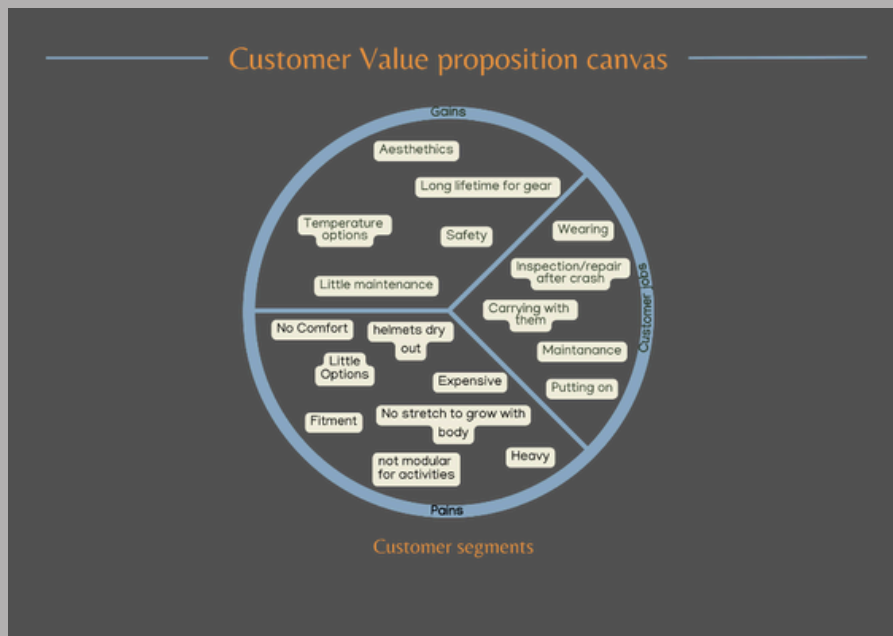 Customer Value proposition canvas
Gains
Aesthethics
Long lifetime for gear
Temperature
options
Safety
Little maintenance
Wearing
Inspection/repair
after crash
Carrying with
them
Maintanance
Putting on
Customer jobs
No Comfort
helmets dry
out
Little
Options
Expensive
Fitment
No stretch to grow with
body
not modular
for activities
Heavy
Pains
Customer segments